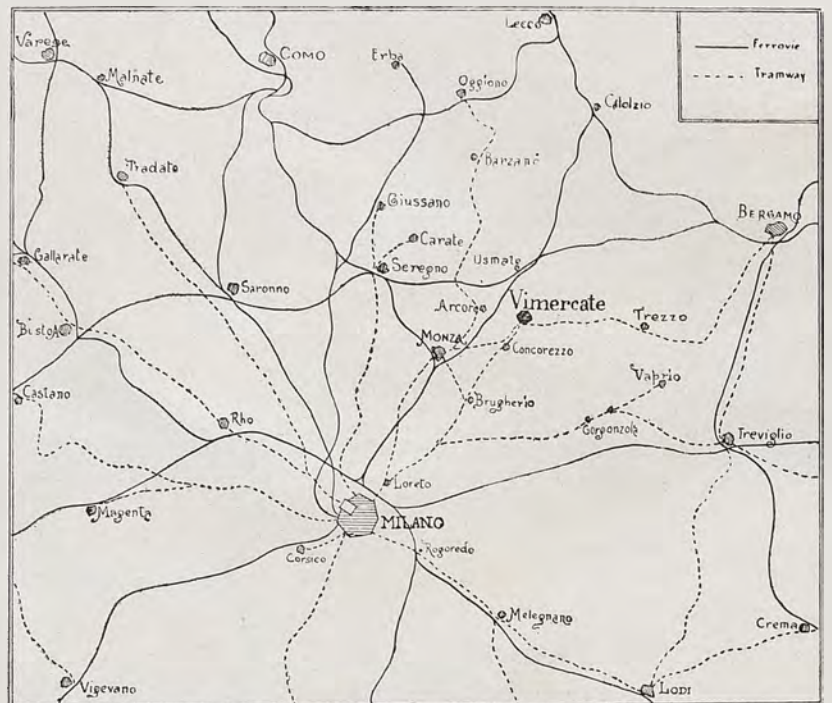 Lecco
Varese
Como
Erba
Ferrovie
Malnate
Oggiono
Tramway
Calolzio
Barzanò
Tradate
Giussano
Bergamo
Carate
Gallarate
Seregno
Usmate
Saronno
Arcore
Vimercate
Trezzo
Monza
Concorezzo
Vaprio
Castano
Brugherio
Rho
Gorgonzola
Treviglio
Loreto
Magenta
MILANO
Rogoredo
Corsico
Melegnano
Crema
Vigevano
Lodi